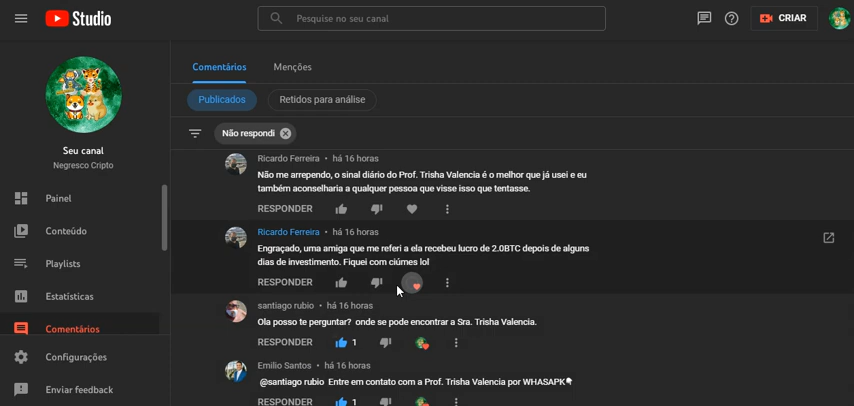 Studio
Pesquise no seu canal
CRIAR
Seu canal
Negresco Cripto
Painel
Conteúdo
Playlists
Estatísticas
Comentários
Configurações
Enviar feedback
Comentários Menções
Publicados Retidos para análise
Não respondi
Ricardo Ferreira • há 16 horas
Não me arrependo, o sinal diário do Prof. Trisha Valencia é o melhor que já usei e eu
também aconselharia a qualquer pessoa que visse isso que tentasse.
RESPONDER
Ricardo Ferreira • há 16 horas
Engraçado, uma amiga que me referi a ela recebeu lucro de 2.0BTC depois de alguns
dias de investimento. Fiquei com ciúmes lol
RESPONDER
santiago rubio • há 16 horas
Ola posso te perguntar? onde se pode encontrar a Sra. Trisha Valencia.
RESPONDER 1
Emilio Santos • há 16 horas
@santiago rubio Entre em contato com a Prof. Trisha Valencia por WHASAPK👇
RESPONDER 1